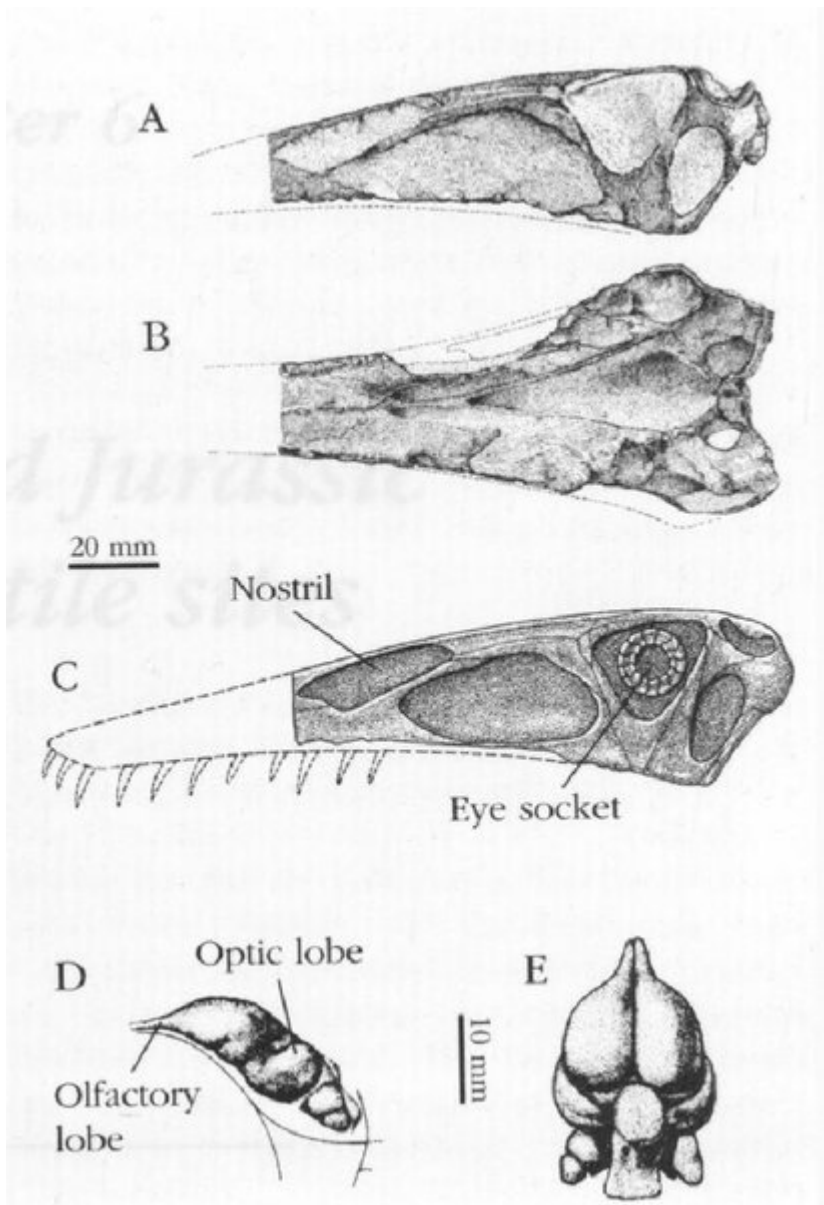 A
B
20 mm
Nostril
C
Eye socket
D
Optic lobe
E
10 mm
Olfactory
lobe